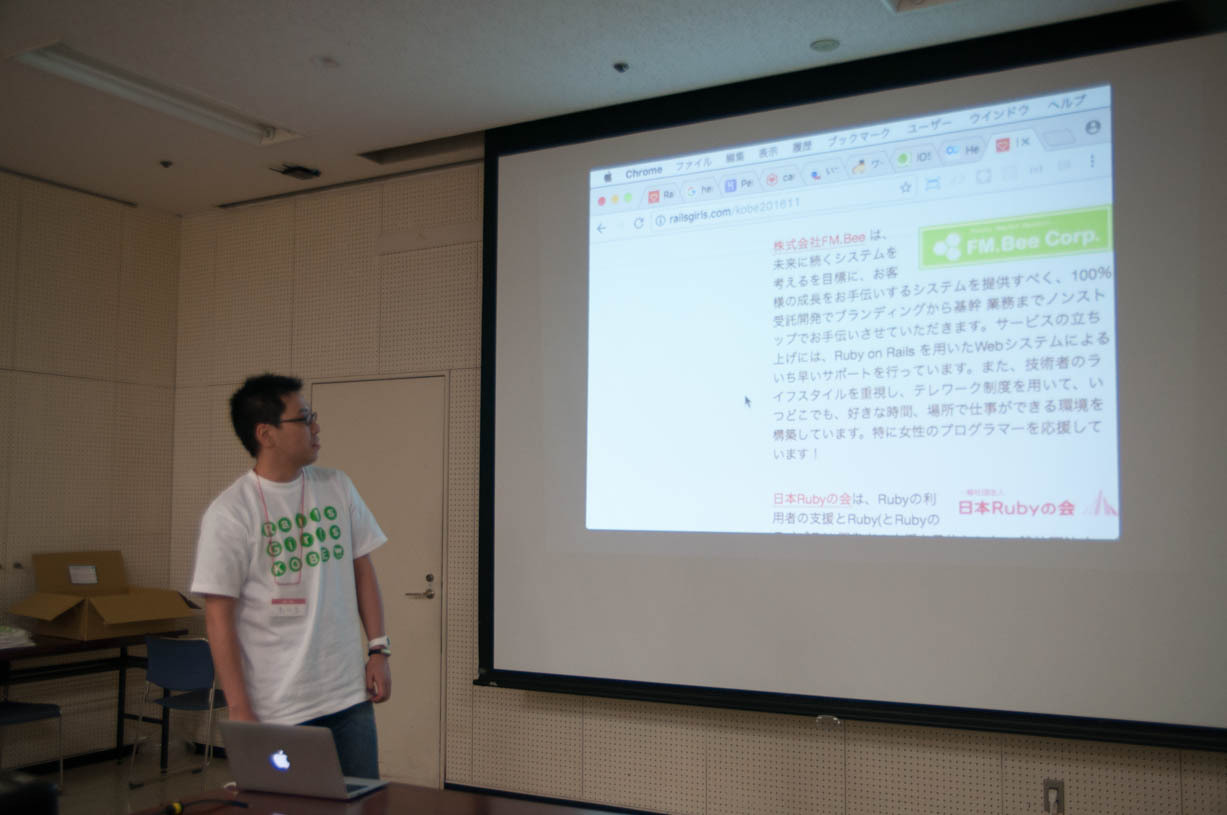 Chrome ファイル 編集 表示 履歴 ブックマーク ユーザー ウインドウ ヘルプ
Ra G he Pe ca い ワ iOS He
railsgirls.com/kobe201611
株式会社FM.Bee は、
未来に続くシステムを
考えるを目標に、お客
様の成長をお手伝いするシステムを提供すべく、100%
受託開発でブランディングから基幹 業務までノンスト
ップでお手伝いさせていただきます。サービスの立ち
上げには、Ruby on Rails を用いたWebシステムによる
いち早いサポートを行っています。また、技術者のラ
イフスタイルを重視し、テレワーク制度を用いて、い
つどこでも、好きな時間、場所で仕事ができる環境を
構築しています。特に女性のプログラマーを応援して
います！
FM.Bee Corp.
日本Rubyの会は、Rubyの利
用者の支援とRuby(とRubyの
一般社団法人
日本Rubyの会
Rails
Girls
KOBE